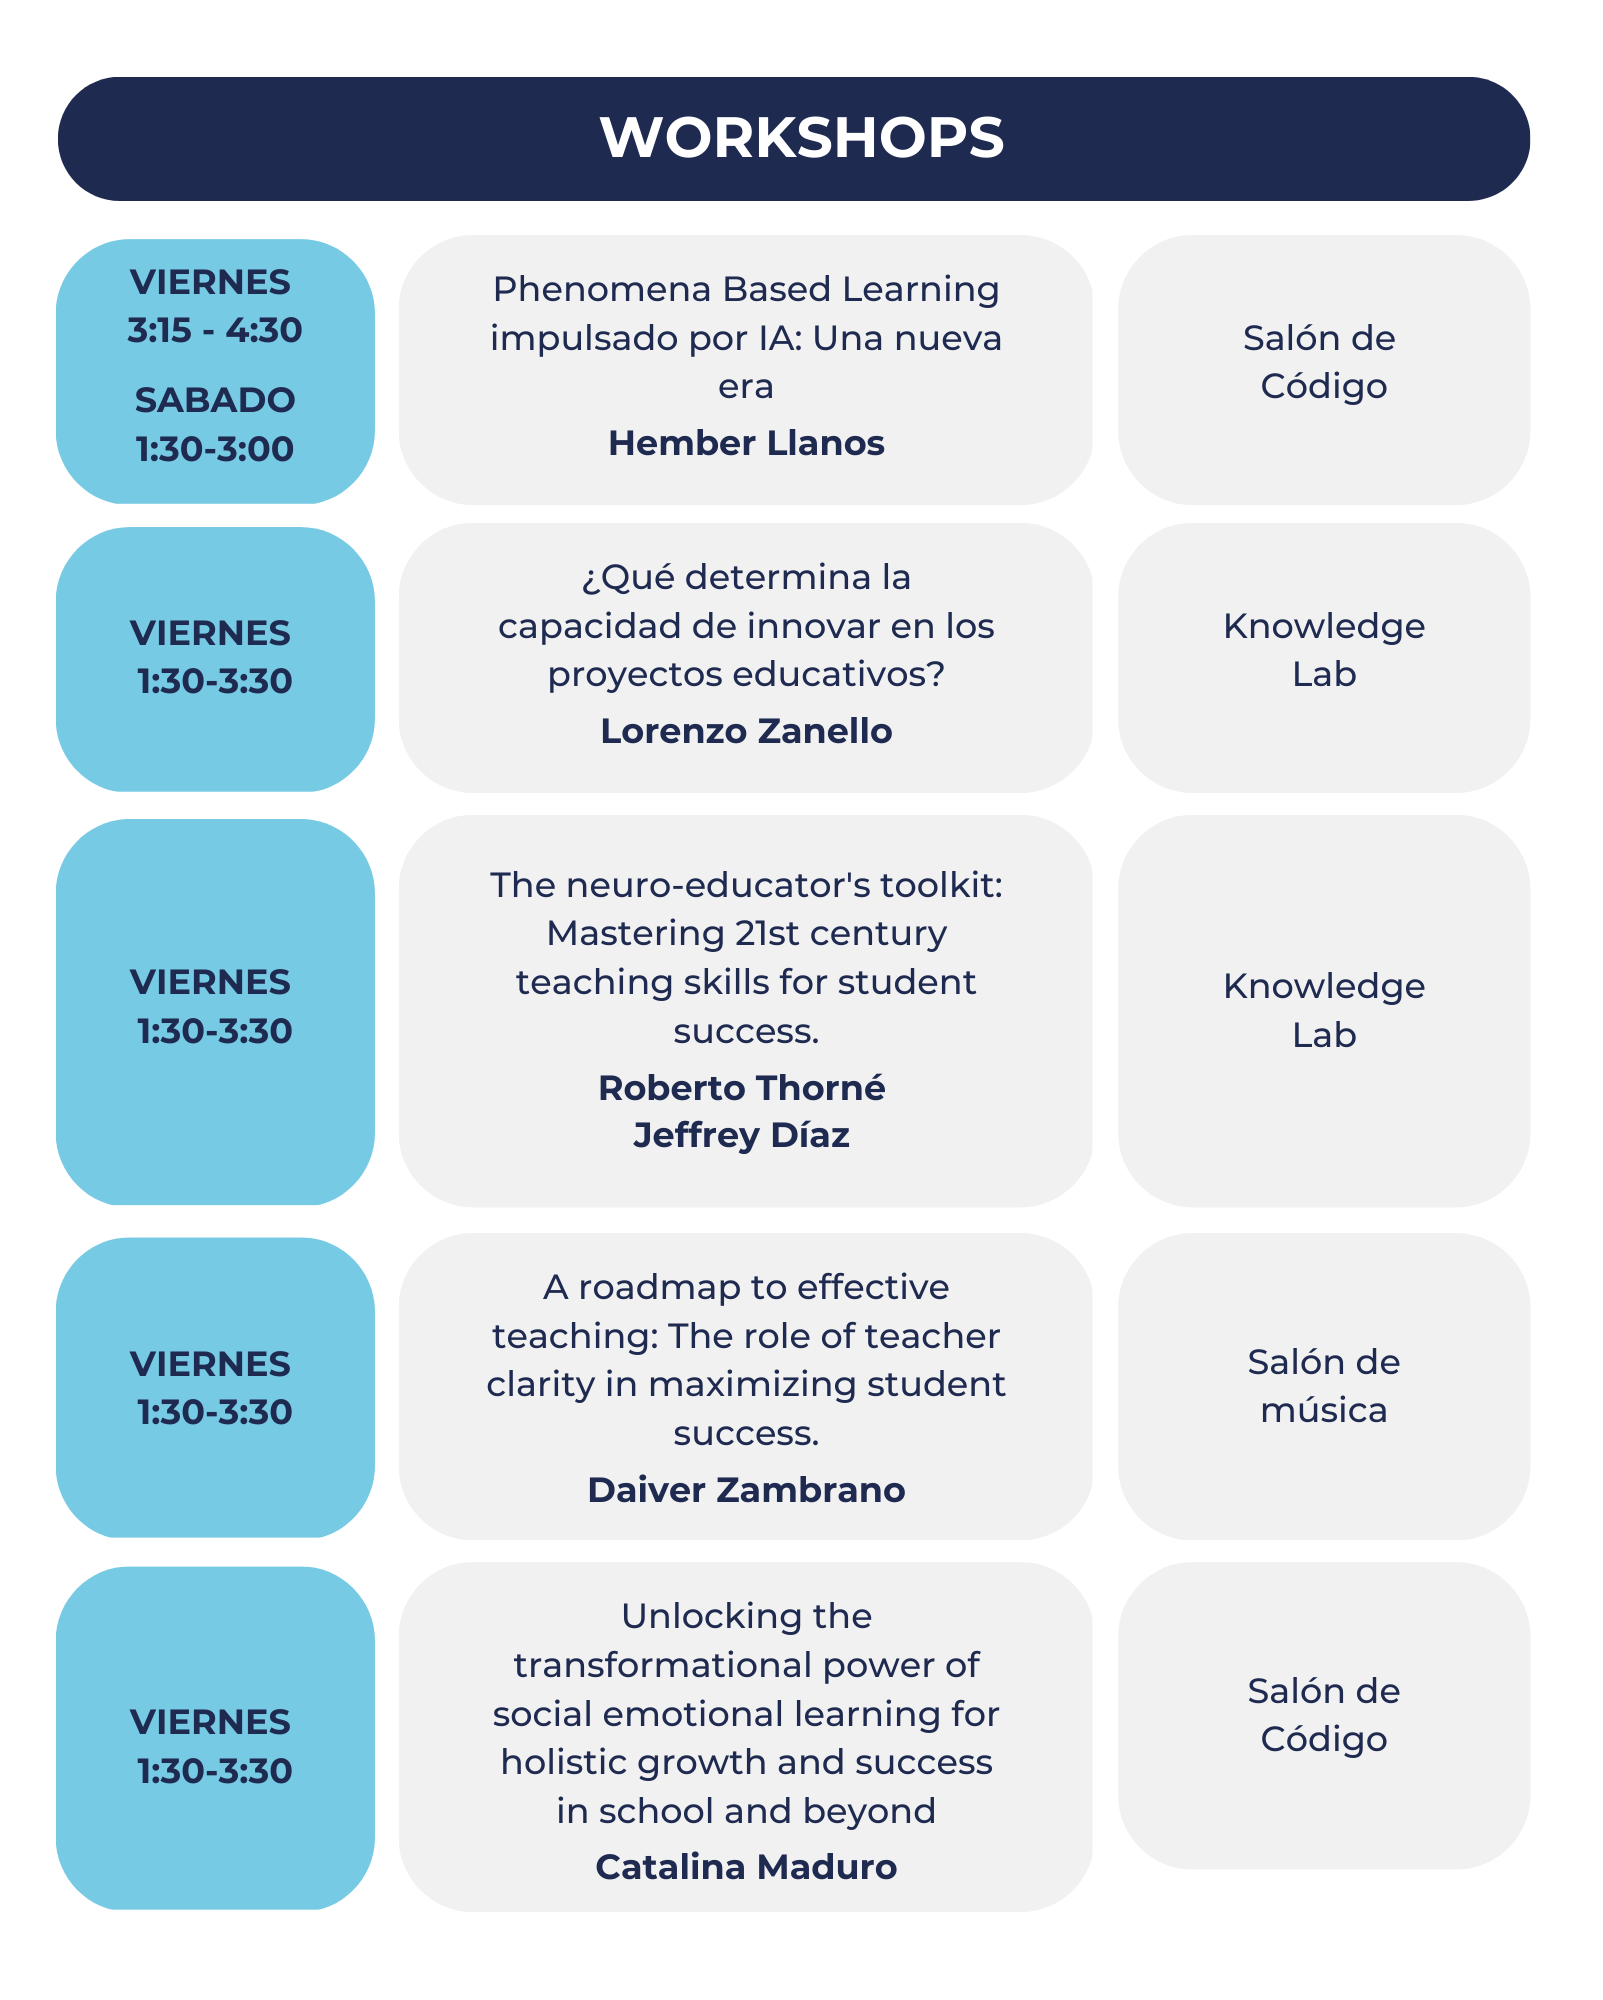 WORKSHOPS
VIERNES
3:15 - 4:30
SABADO
1:30-3:00
Phenomena Based Learning
impulsado por IA: Una nueva
era
Hember Llanos
Salón de
Código
VIERNES
1:30-3:30
¿Qué determina la
capacidad de innovar en los
proyectos educativos?
Lorenzo Zanello
Knowledge
Lab
VIERNES
1:30-3:30
The neuro-educator's toolkit:
Mastering 21st century
teaching skills for student
success.
Roberto Thorné
Jeffrey Díaz
Knowledge
Lab
VIERNES
1:30-3:30
A roadmap to effective
teaching: The role of teacher
clarity in maximizing student
success.
Daiver Zambrano
Salón de
música
VIERNES
1:30-3:30
Unlocking the
transformational power of
social emotional learning for
holistic growth and success
in school and beyond
Catalina Maduro
Salón de
Código